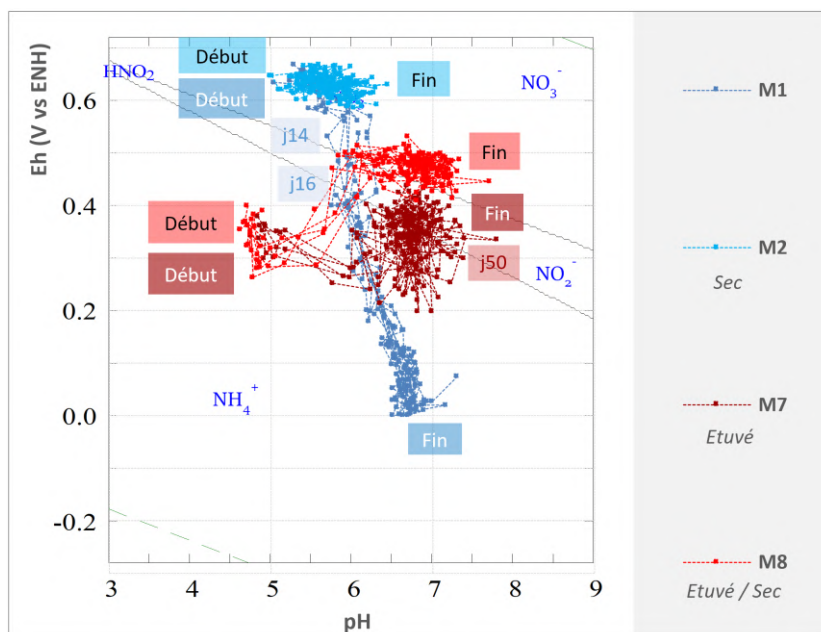 Eh (V vs ENH)
0.6
0.4
0.2
0.0
-0.2
3
4
5
6
7
8
9
pH
HNO₂
NO₃⁻
NO₂⁻
NH₄⁺
Début
Début
Fin
j14
j16
Début
Début
Fin
Fin
j50
Fin
M1
M2
Sec
M7
Etuvé
M8
Etuvé / Sec